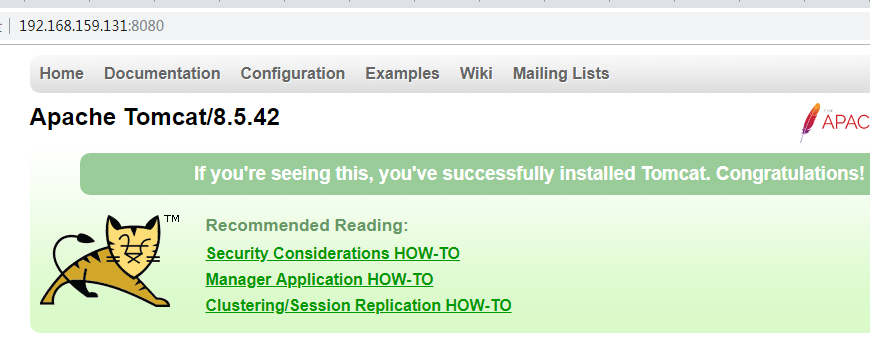 192.168.159.131:8080
Home Documentation Configuration Examples Wiki Mailing Lists
Apache Tomcat/8.5.42
APAC
If you're seeing this, you've successfully installed Tomcat. Congratulations!
TM
Recommended Reading:
Security Considerations HOW-TO
Manager Application HOW-TO
Clustering/Session Replication HOW-TO